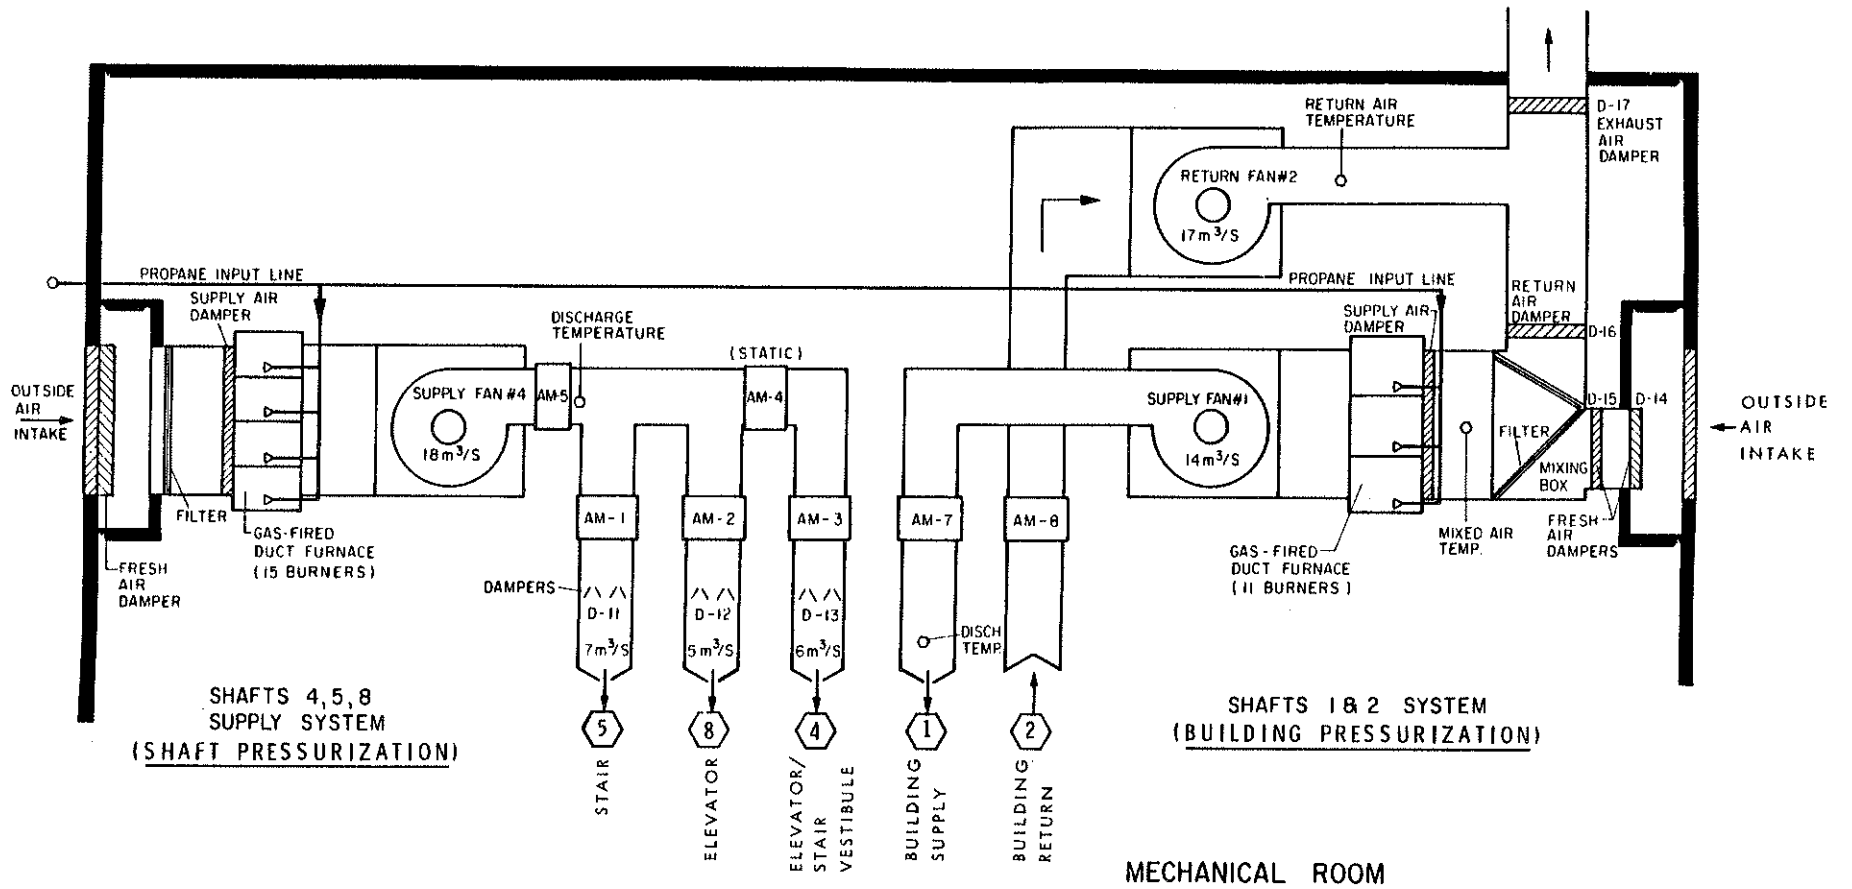 D-17
EXHAUST
AIR
DAMPER
RETURN AIR
TEMPERATURE
RETURN FAN#2
17m³/S
PROPANE INPUT LINE
SUPPLY AIR
DAMPER
DISCHARGE
TEMPERATURE
(STATIC)
PROPANE INPUT LINE
SUPPLY AIR
DAMPER
RETURN
AIR
DAMPER
D-16
OUTSIDE
AIR
INTAKE
SUPPLY FAN #4
18m³/S
AM-5
AM-4
SUPPLY FAN#1
14m³/S
FILTER
MIXING
BOX
D-15
D-14
OUTSIDE
AIR
INTAKE
FILTER
GAS-FIRED
DUCT FURNACE
(15 BURNERS)
FRESH
AIR
DAMPER
AM-1
AM-2
AM-3
AM-7
AM-8
GAS-FIRED
DUCT FURNACE
(11 BURNERS)
MIXED AIR
TEMP.
FRESH
AIR
DAMPERS
DAMPERS
D-11
D-12
D-13
7m³/S
5m³/S
6m³/S
DISCH
TEMP.
SHAFTS 4,5,8
SUPPLY SYSTEM
(SHAFT PRESSURIZATION)
5
8
4
1
2
SHAFTS 1 & 2 SYSTEM
(BUILDING PRESSURIZATION)
STAIR
ELEVATOR
ELEVATOR/
STAIR
VESTIBULE
BUILDING
SUPPLY
BUILDING
RETURN
MECHANICAL ROOM